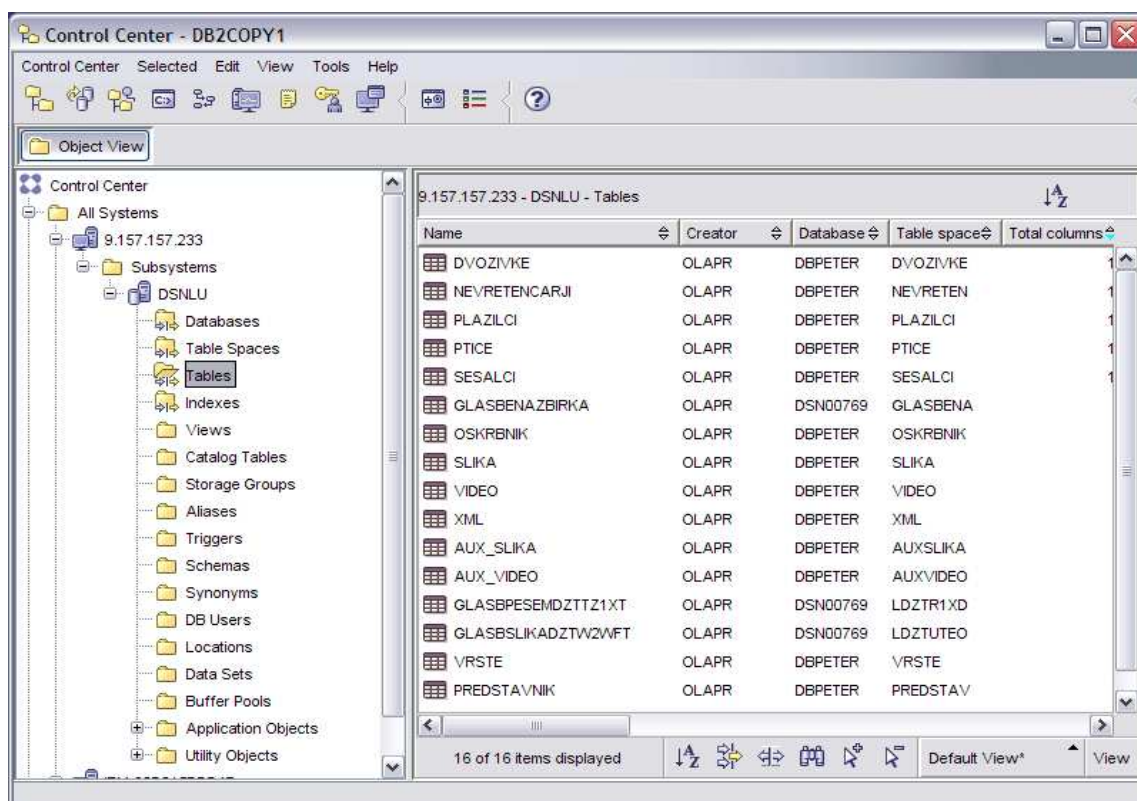 Control Center - DB2COPY1
Control Center Selected Edit View Tools Help
Object View
Control Center
All Systems
9.157.157.233
Subsystems
DSNLU
Databases
Table Spaces
Tables
Indexes
Views
Catalog Tables
Storage Groups
Aliases
Triggers
Schemas
Synonyms
DB Users
Locations
Data Sets
Buffer Pools
Application Objects
Utility Objects
9.157.157.233 - DSNLU - Tables
Name Creator Database Table space Total columns
DVOZIVKE OLAPR DBPETER DVOZIVKE 1
NEVRETENCARJI OLAPR DBPETER NEVRETEN 1
PLAZILCI OLAPR DBPETER PLAZILCI 1
PTICE OLAPR DBPETER PTICE 1
SESALCI OLAPR DBPETER SESALCI 1
GLASBENAZBIRKA OLAPR DSN00769 GLASBENA
OSKRBNIK OLAPR DBPETER OSKRBNIK
SLIKA OLAPR DBPETER SLIKA
VIDEO OLAPR DBPETER VIDEO
XML OLAPR DBPETER XML
AUX_SLIKA OLAPR DBPETER AUXSLIKA
AUX_VIDEO OLAPR DBPETER AUXVIDEO
GLASBPESEMDZTTZ1XT OLAPR DSN00769 LDZTR1XD
GLASBSLIKADZTW2WFT OLAPR DSN00769 LDZTUTEO
VRSTE OLAPR DBPETER VRSTE
PREDSTAVNIK OLAPR DBPETER PREDSTAV
16 of 16 items displayed Default View* View